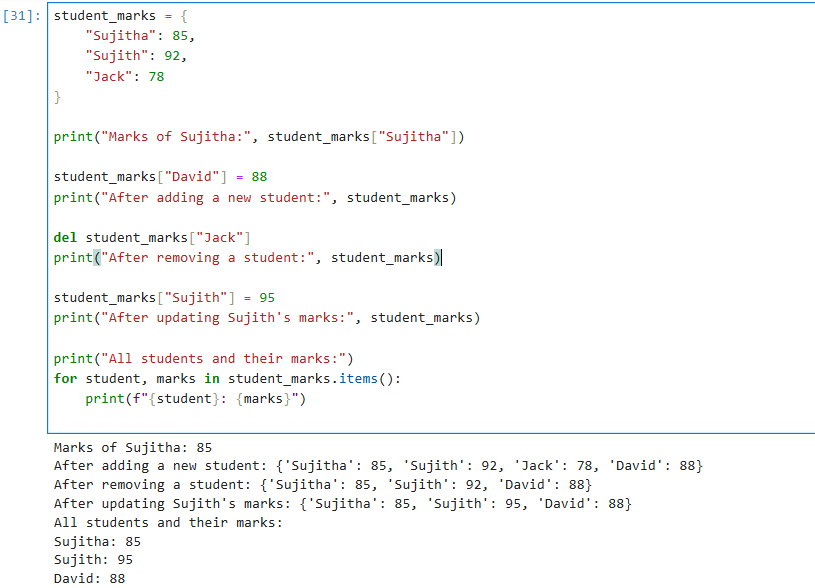 [31]: student_marks = {
    "Sujitha": 85,
    "Sujith": 92,
    "Jack": 78
}
print("Marks of Sujitha:", student_marks["Sujitha"])
student_marks["David"] = 88
print("After adding a new student:", student_marks)
del student_marks["Jack"]
print("After removing a student:", student_marks)
student_marks["Sujith"] = 95
print("After updating Sujith's marks:", student_marks)
print("All students and their marks:")
for student, marks in student_marks.items():
    print(f"{student}: {marks}")
Marks of Sujitha: 85
After adding a new student: {'Sujitha': 85, 'Sujith': 92, 'Jack': 78, 'David': 88}
After removing a student: {'Sujitha': 85, 'Sujith': 92, 'David': 88}
After updating Sujith's marks: {'Sujitha': 85, 'Sujith': 95, 'David': 88}
All students and their marks:
Sujitha: 85
Sujith: 95
David: 88